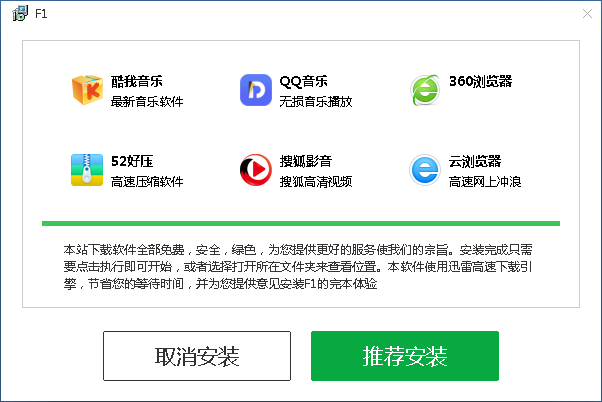 F1
酷我音乐
最新音乐软件
QQ音乐
无损音乐播放
360浏览器
52好压
高速压缩软件
搜狐影音
搜狐高清视频
云浏览器
高速网上冲浪
本站下载软件全部免费，安全，绿色，为您提供更好的服务使我们的宗旨。安装完成只需
要点击执行即可开始，或者选择打开所在文件夹来查看位置。本软件使用迅雷高速下载引
擎，节省您的等待时间，并为您提供意见安装F1的完本体验
取消安装
推荐安装